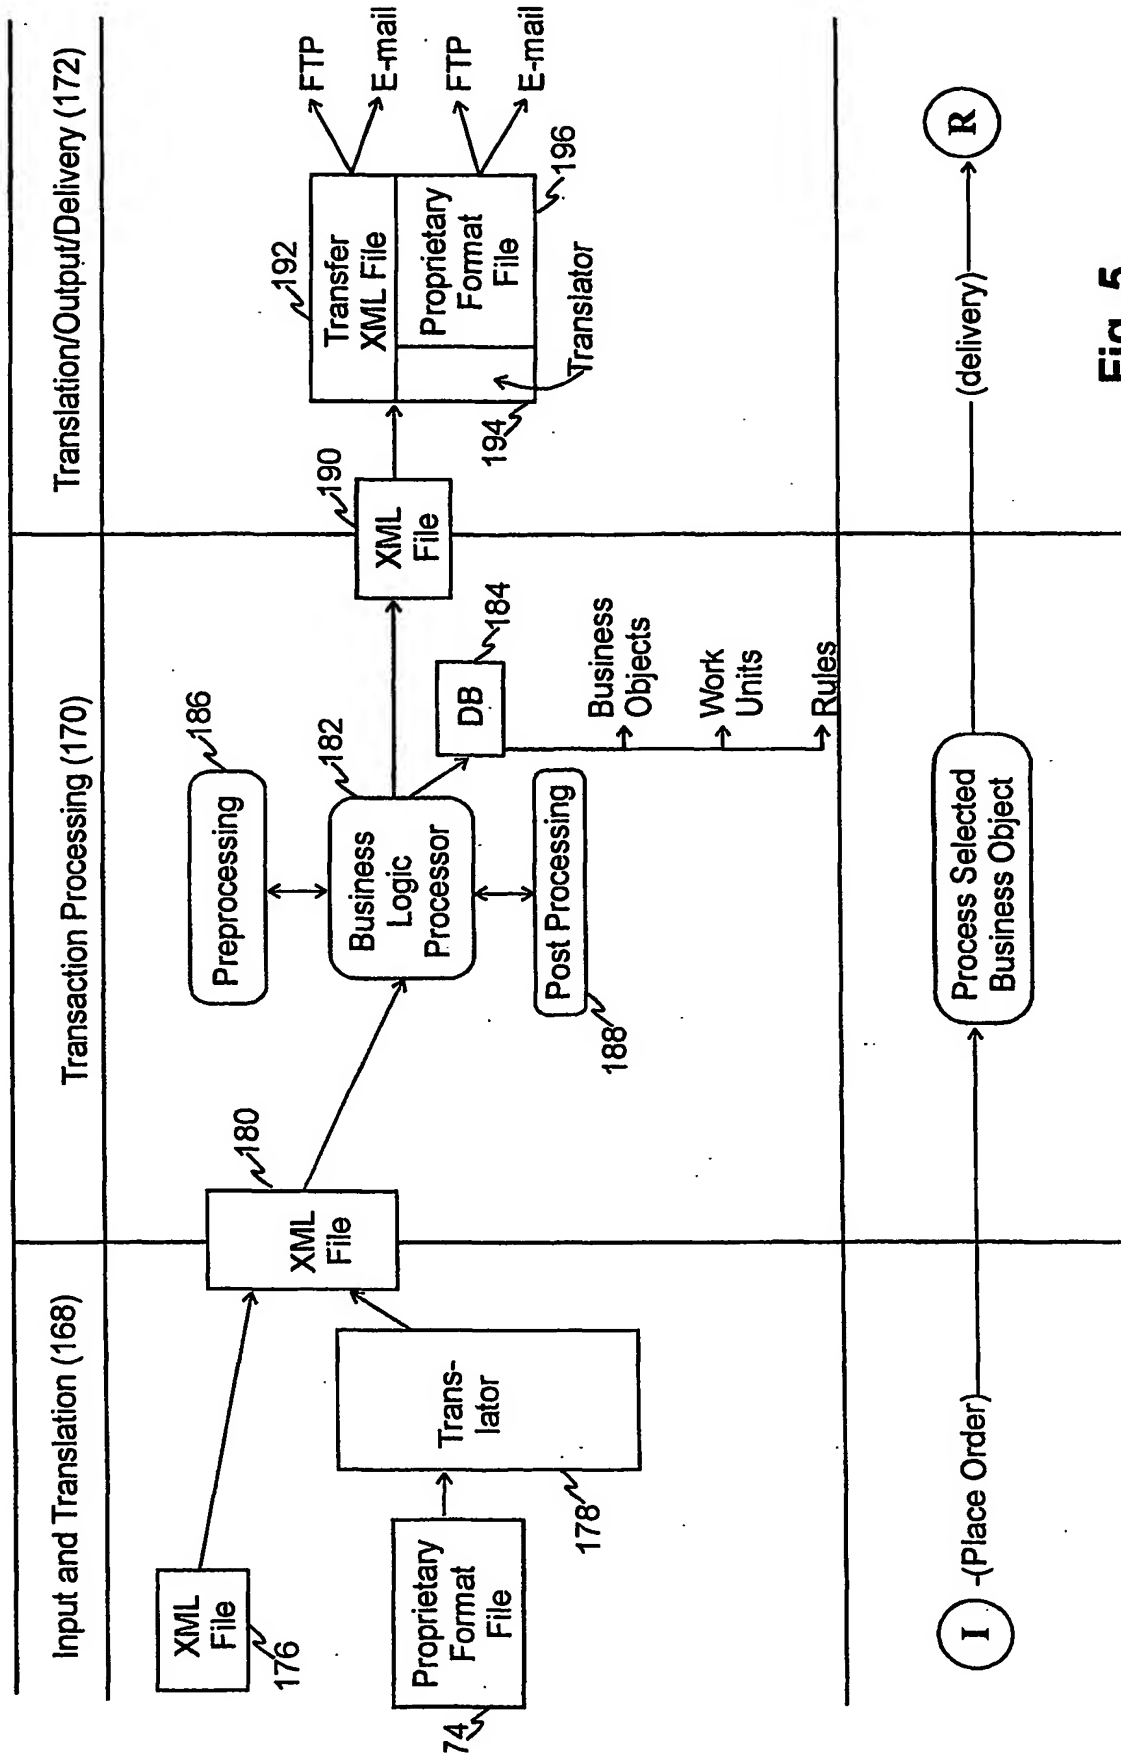 Input and Translation (168)
Transaction Processing (170)
Translation/Output/Delivery (172)
XML
File
176
Proprietary
Format
File
74
Trans-
lator
178
XML
File
180
Preprocessing
186
Business
Logic
Processor
182
Post Processing
188
DB
184
Business
Objects
Work
Units
Rules
XML
File
190
Transfer
XML File
192
Proprietary
Format
File
196
194
Translator
FTP
E-mail
FTP
E-mail
I
-(Place Order)
Process Selected
Business Object
(delivery)
R
Fig. 5